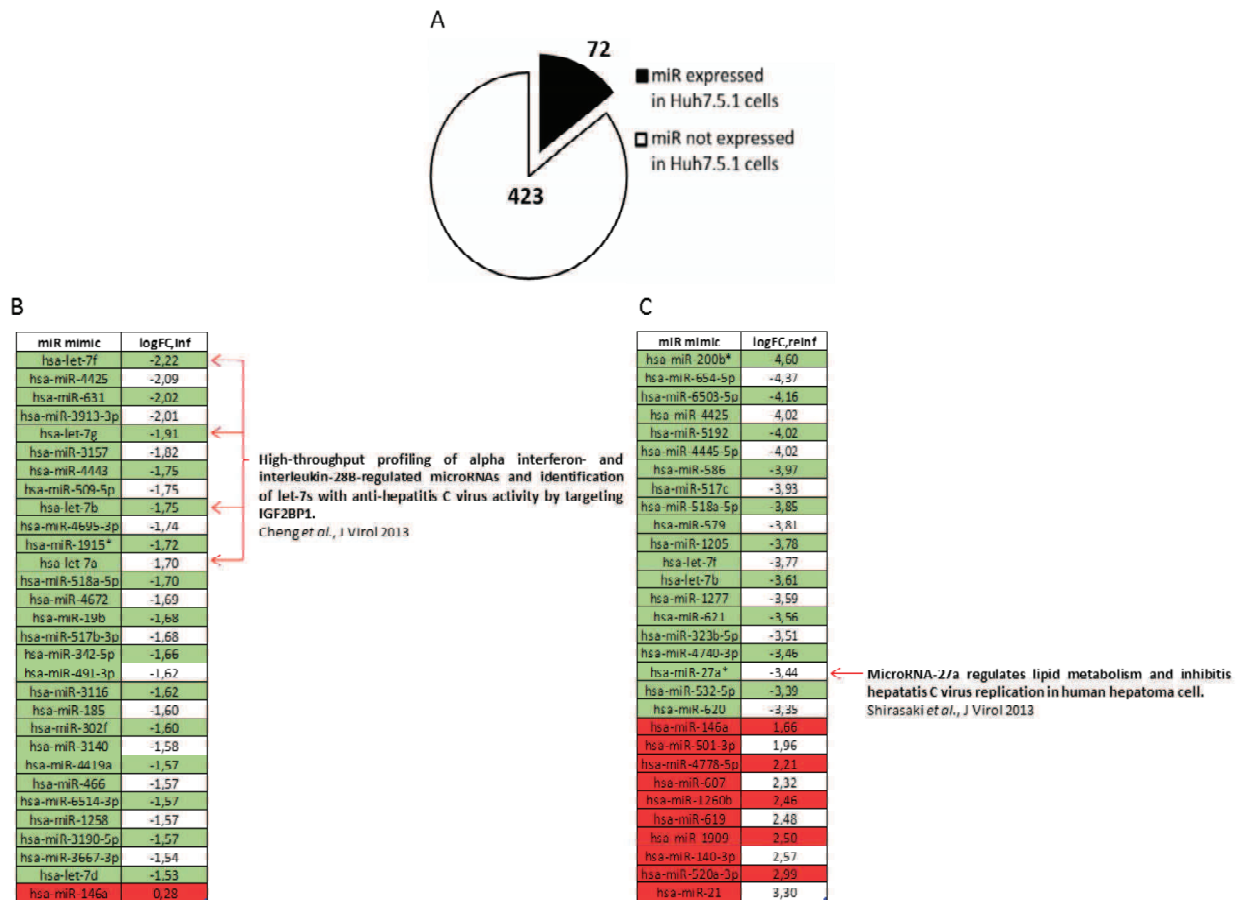 A
72
miR expressed
in Huh7.5.1 cells
miR not expressed
in Huh7.5.1 cells
423
B
miR mimic logFC,inf
hsa-let-7f -2,22
hsa-miR-4425 -2,09
hsa-miR-631 -2,02
hsa-miR-3913-3p -2,01
hsa-let-7g -1,91
hsa-miR-3157 -1,82
hsa-miR-4443 -1,75
hsa-miR-509-5p -1,75
hsa-let-7b -1,75
hsa-miR-4695-3p -1,74
hsa-miR-1915* -1,72
hsa-let-7a -1,70
hsa-miR-518a-5p -1,70
hsa-miR-4672 -1,69
hsa-miR-19b -1,68
hsa-miR-517b-3p -1,68
hsa-miR-342-5p -1,66
hsa-miR-491-3p -1,62
hsa-miR-3116 -1,62
hsa-miR-185 -1,60
hsa-miR-302f -1,60
hsa-miR-3140 -1,58
hsa-miR-4419a -1,57
hsa-miR-466 -1,57
hsa-miR-6514-3p -1,57
hsa-miR-1258 -1,57
hsa-miR-3190-5p -1,57
hsa-miR-3667-3p -1,54
hsa-let-7d -1,53
hsa-miR-146a 0,28
High-throughput profiling of alpha interferon- and
interleukin-28B-regulated microRNAs and identification
of let-7s with anti-hepatitis C virus activity by targeting
IGF2BP1.
Cheng et al., J Virol 2013
C
miR mimic logFC,reinf
hsa-miR-200b* -4,60
hsa-miR-654-5p -4,37
hsa-miR-6503-5p -4,16
hsa-miR-4425 -4,02
hsa-miR-5192 -4,02
hsa-miR-4445-5p -4,02
hsa-miR-586 -3,97
hsa-miR-517c -3,93
hsa-miR-518a-5p -3,85
hsa-miR-579 -3,81
hsa-miR-1205 -3,78
hsa-let-7f -3,77
hsa-let-7b -3,61
hsa-miR-1277 -3,59
hsa-miR-621 -3,56
hsa-miR-323b-5p -3,51
hsa-miR-4740-3p -3,46
hsa-miR-27a* -3,44
hsa-miR-532-5p -3,39
hsa-miR-620 -3,35
hsa-miR-146a 1,66
hsa-miR-501-3p 1,96
hsa-miR-4778-5p 2,21
hsa-miR-607 2,32
hsa-miR-1260b 2,46
hsa-miR-619 2,48
hsa-miR-1909 2,50
hsa-miR-140-3p 2,57
hsa-miR-520a-3p 2,99
hsa-miR-21 3,30
MicroRNA-27a regulates lipid metabolism and inhibitis
hepatatis C virus replication in human hepatoma cell.
Shirasaki et al., J Virol 2013